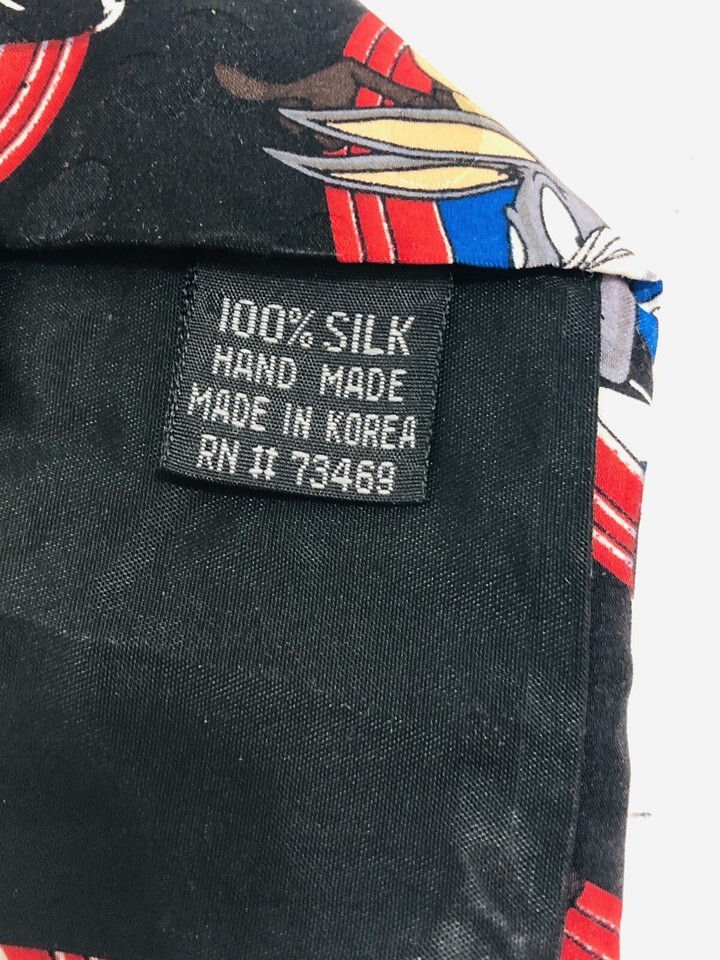 100% SILK
HAND MADE
MADE IN KOREA
RN # 73469